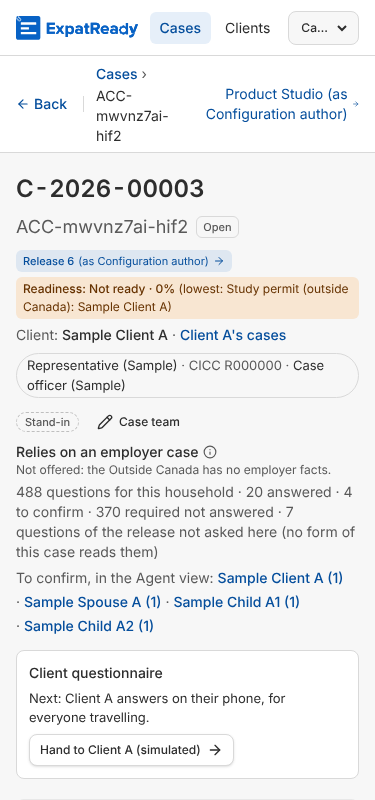 ExpatReady
Cases
Clients
Ca...
← Back
Cases ›
ACC-
mwvnz7ai-
hif2
Product Studio (as
Configuration author) →
C-2026-00003
ACC-mwvnz7ai-hif2
Open
Release 6 (as Configuration author) →
Readiness: Not ready · 0% (lowest: Study permit (outside
Canada): Sample Client A)
Client: Sample Client A · Client A's cases
Representative (Sample) · CICC R000000 · Case
officer (Sample)
Stand-in
Case team
Relies on an employer case
Not offered: the Outside Canada has no employer facts.
488 questions for this household · 20 answered · 4
to confirm · 370 required not answered · 7
questions of the release not asked here (no form of
this case reads them)
To confirm, in the Agent view: Sample Client A (1)
· Sample Spouse A (1) · Sample Child A1 (1)
· Sample Child A2 (1)
Client questionnaire
Next: Client A answers on their phone, for
everyone travelling.
Hand to Client A (simulated) →